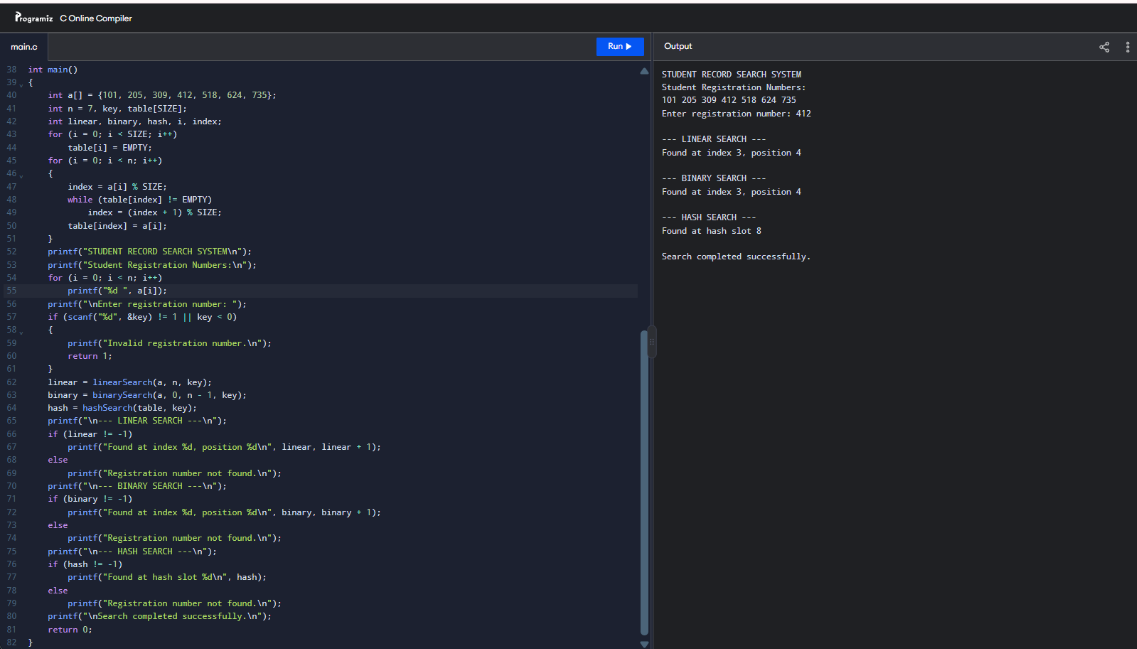 Programiz C Online Compiler
main.c
Run
Output
38 int main()
39 {
40 int a[] = {101, 205, 309, 412, 518, 624, 735};
41 int n = 7, key, table[SIZE];
42 int linear, binary, hash, i, index;
43 for (i = 0; i < SIZE; i++)
44 table[i] = EMPTY;
45 for (i = 0; i < n; i++)
46 {
47 index = a[i] % SIZE;
48 while (table[index] != EMPTY)
49 index = (index + 1) % SIZE;
50 table[index] = a[i];
51 }
52 printf("STUDENT RECORD SEARCH SYSTEM\n");
53 printf("Student Registration Numbers:\n");
54 for (i = 0; i < n; i++)
55 printf("%d ", a[i]);
56 printf("\nEnter registration number: ");
57 if (scanf("%d", &key) != 1 || key < 0)
58 {
59 printf("Invalid registration number.\n");
60 return 1;
61 }
62 linear = linearSearch(a, n, key);
63 binary = binarySearch(a, 0, n - 1, key);
64 hash = hashSearch(table, key);
65 printf("\n--- LINEAR SEARCH ---\n");
66 if (linear != -1)
67 printf("Found at index %d, position %d\n", linear, linear + 1);
68 else
69 printf("Registration number not found.\n");
70 printf("\n--- BINARY SEARCH ---\n");
71 if (binary != -1)
72 printf("Found at index %d, position %d\n", binary, binary + 1);
73 else
74 printf("Registration number not found.\n");
75 printf("\n--- HASH SEARCH ---\n");
76 if (hash != -1)
77 printf("Found at hash slot %d\n", hash);
78 else
79 printf("Registration number not found.\n");
80 printf("\nSearch completed successfully.\n");
81 return 0;
82 }
STUDENT RECORD SEARCH SYSTEM
Student Registration Numbers:
101 205 309 412 518 624 735
Enter registration number: 412
--- LINEAR SEARCH ---
Found at index 3, position 4
--- BINARY SEARCH ---
Found at index 3, position 4
--- HASH SEARCH ---
Found at hash slot 8
Search completed successfully.